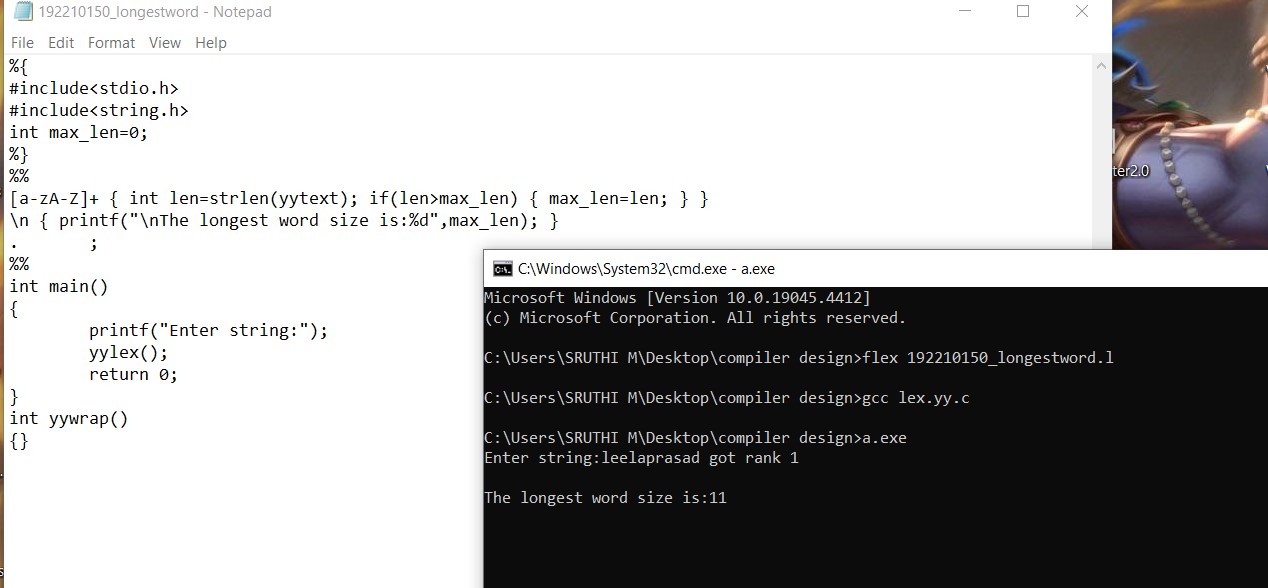 192210150_longestword - Notepad
File Edit Format View Help
%{
#include<stdio.h>
#include<string.h>
int max_len=0;
%}
%%
[a-zA-Z]+ { int len=strlen(yytext); if(len>max_len) { max_len=len; } }
\n { printf("\nThe longest word size is:%d",max_len); }
. ;
%%
int main()
{
printf("Enter string:");
yylex();
return 0;
}
int yywrap()
{}
ter2.0
C:\Windows\System32\cmd.exe - a.exe
Microsoft Windows [Version 10.0.19045.4412]
(c) Microsoft Corporation. All rights reserved.
C:\Users\SRUTHI M\Desktop\compiler design>flex 192210150_longestword.l
C:\Users\SRUTHI M\Desktop\compiler design>gcc lex.yy.c
C:\Users\SRUTHI M\Desktop\compiler design>a.exe
Enter string:leelaprasad got rank 1
The longest word size is:11